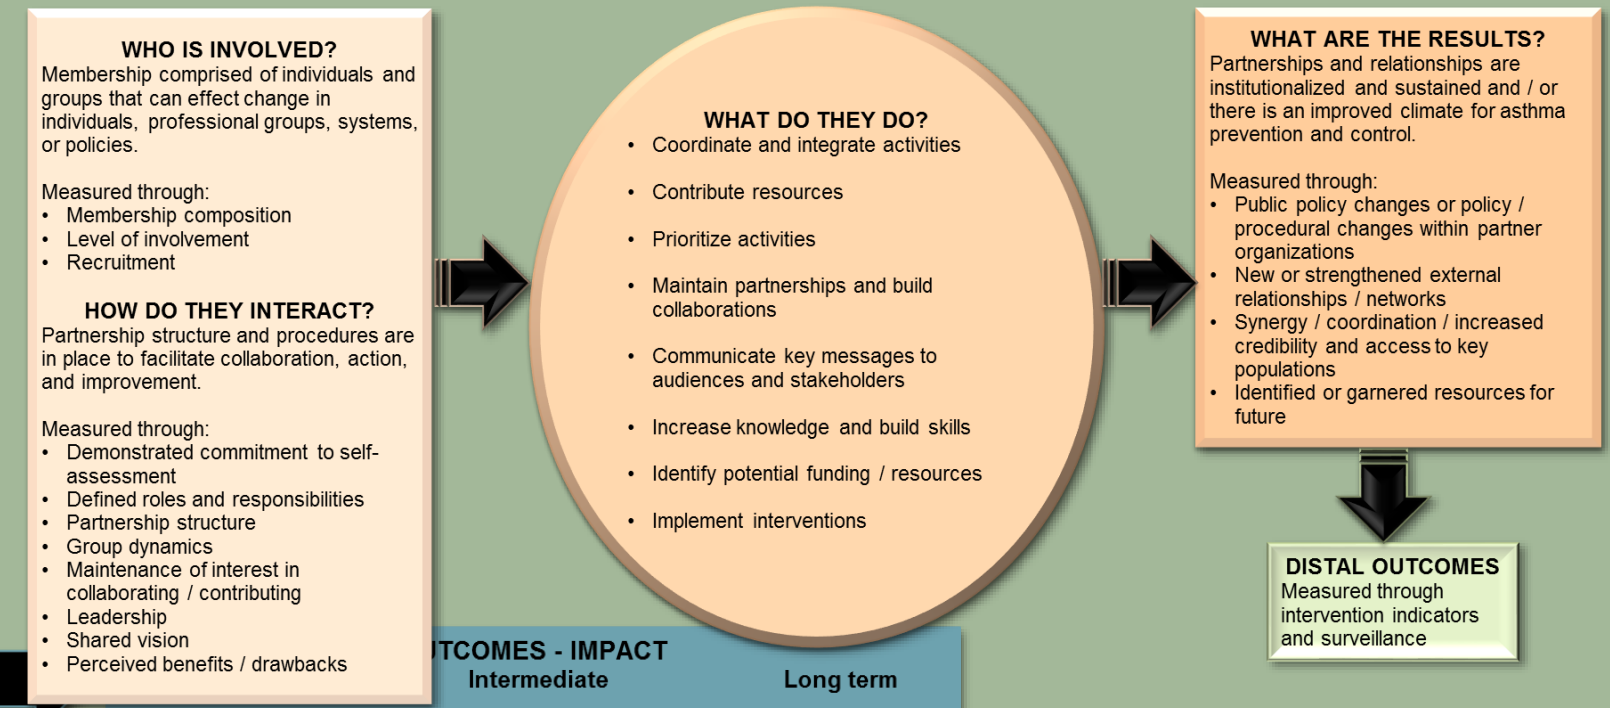 WHO IS INVOLVED?
Membership comprised of individuals and
groups that can effect change in
individuals, professional groups, systems,
or policies.
Measured through:
• Membership composition
• Level of involvement
• Recruitment
HOW DO THEY INTERACT?
Partnership structure and procedures are
in place to facilitate collaboration, action,
and improvement.
Measured through:
• Demonstrated commitment to self-
assessment
• Defined roles and responsibilities
• Partnership structure
• Group dynamics
• Maintenance of interest in
collaborating / contributing
• Leadership
• Shared vision
• Perceived benefits / drawbacks
WHAT DO THEY DO?
• Coordinate and integrate activities
• Contribute resources
• Prioritize activities
• Maintain partnerships and build
collaborations
• Communicate key messages to
audiences and stakeholders
• Increase knowledge and build skills
• Identify potential funding / resources
• Implement interventions
WHAT ARE THE RESULTS?
Partnerships and relationships are
institutionalized and sustained and / or
there is an improved climate for asthma
prevention and control.
Measured through:
• Public policy changes or policy /
procedural changes within partner
organizations
• New or strengthened external
relationships / networks
• Synergy / coordination / increased
credibility and access to key
populations
• Identified or garnered resources for
future
DISTAL OUTCOMES
Measured through
intervention indicators
and surveillance
UTCOMES - IMPACT
Intermediate
Long term